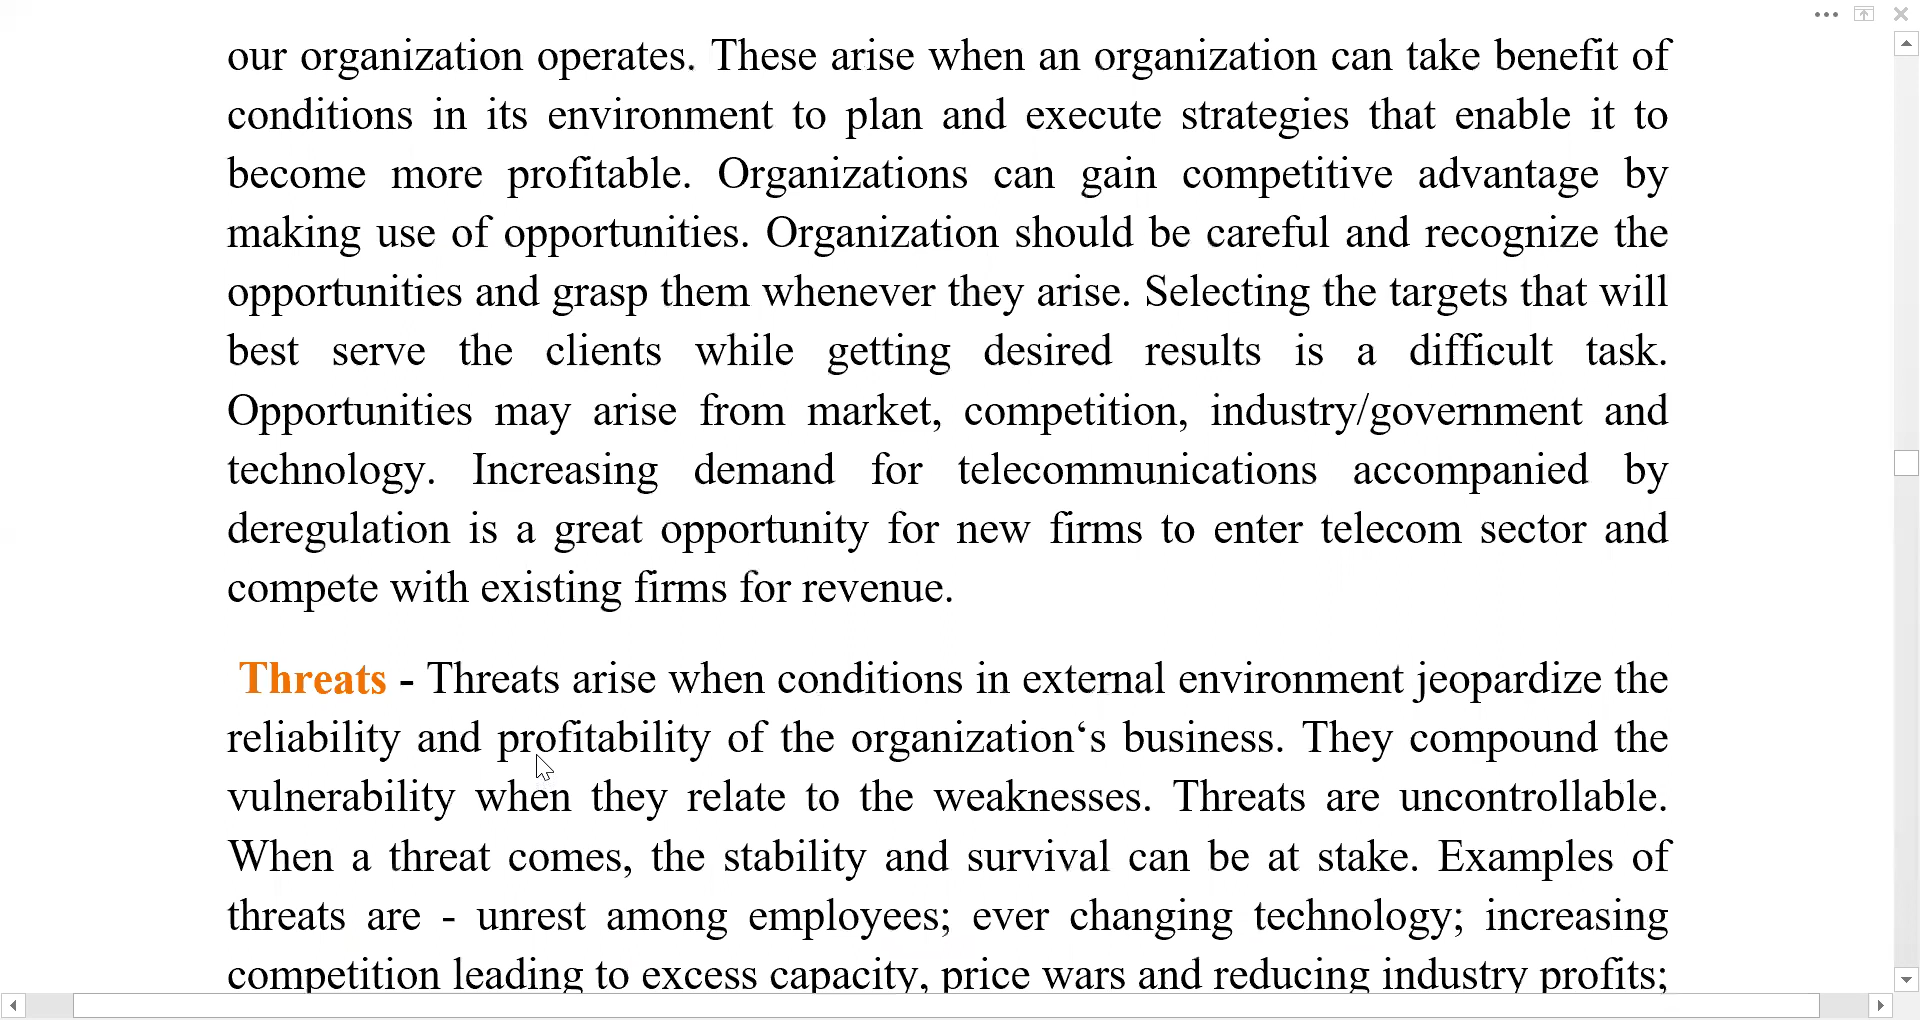 our organization operates. These arise when an organization can take benefit of
conditions in its environment to plan and execute strategies that enable it to
become more profitable. Organizations can gain competitive advantage by
making use of opportunities. Organization should be careful and recognize the
opportunities and grasp them whenever they arise. Selecting the targets that will
best serve the clients while getting desired results is a difficult task.
Opportunities may arise from market, competition, industry/government and
technology. Increasing demand for telecommunications accompanied by
deregulation is a great opportunity for new firms to enter telecom sector and
compete with existing firms for revenue.
Threats - Threats arise when conditions in external environment jeopardize the
reliability and profitability of the organization‘s business. They compound the
vulnerability when they relate to the weaknesses. Threats are uncontrollable.
When a threat comes, the stability and survival can be at stake. Examples of
threats are - unrest among employees; ever changing technology; increasing
competition leading to excess capacity, price wars and reducing industry profits;